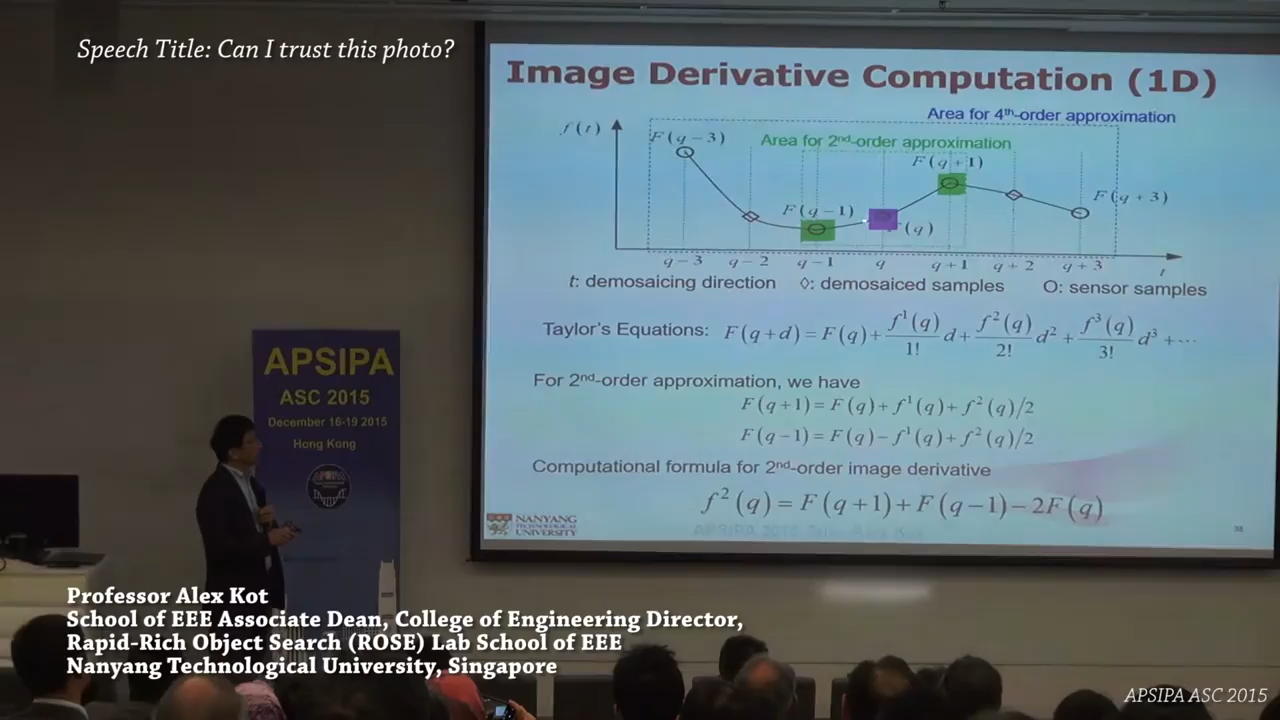 Speech Title: Can I trust this photo?
Image Derivative Computation (1D)
Area for 4th-order approximation
f(t)
F(q−3)
Area for 2nd-order approximation
F(q+1)
F(q−1)
F(q+3)
(q)
q−3 q−2 q−1 q q+1 q+2 q+3 t
t: demosaicing direction ◊: demosaiced samples O: sensor samples
Taylor's Equations: F(q+d)=F(q)+f¹(q)/1! d+f²(q)/2! d²+f³(q)/3! d³+⋯
For 2nd-order approximation, we have
F(q+1)=F(q)+f¹(q)+f²(q)/2
F(q−1)=F(q)−f¹(q)+f²(q)/2
Computational formula for 2nd-order image derivative
f²(q)=F(q+1)+F(q−1)−2F(q)
NANYANG
TECHNOLOGICAL
UNIVERSITY
APSIPA
ASC 2015
December 16-19 2015
Hong Kong
APSIPA
Professor Alex Kot
School of EEE Associate Dean, College of Engineering Director,
Rapid-Rich Object Search (ROSE) Lab School of EEE
Nanyang Technological University, Singapore
APSIPA ASC 2015